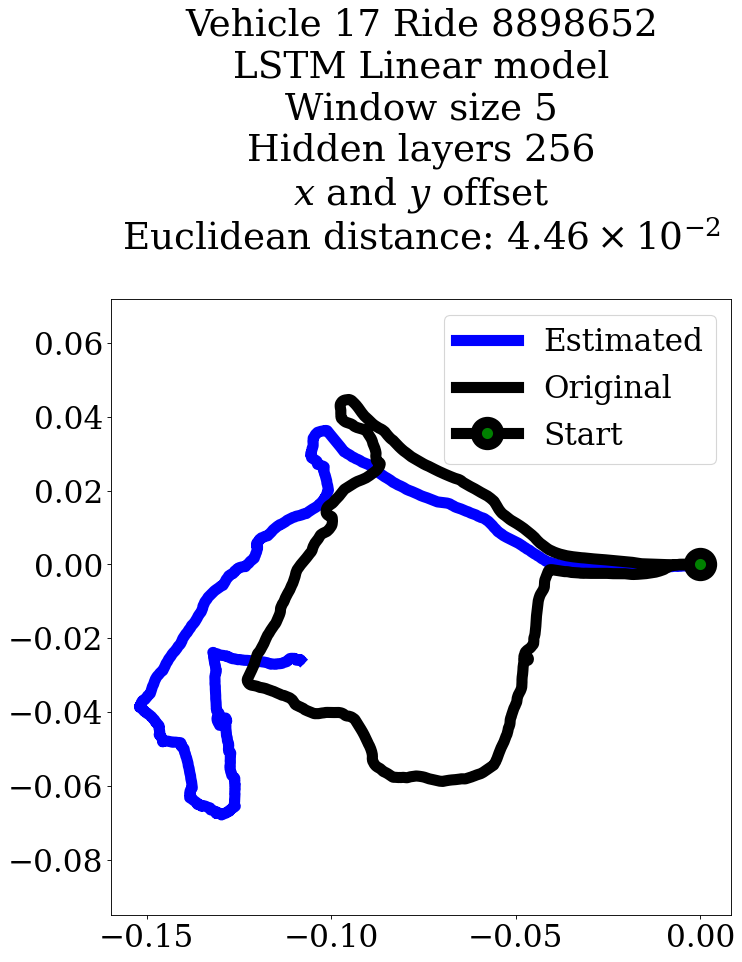 Vehicle 17 Ride 8898652
LSTM Linear model
Window size 5
Hidden layers 256
x and y offset
Euclidean distance: 4.46 × 10⁻²
Estimated
Original
Start
0.06
0.04
0.02
0.00
−0.02
−0.04
−0.06
−0.08
−0.15 −0.10 −0.05 0.00